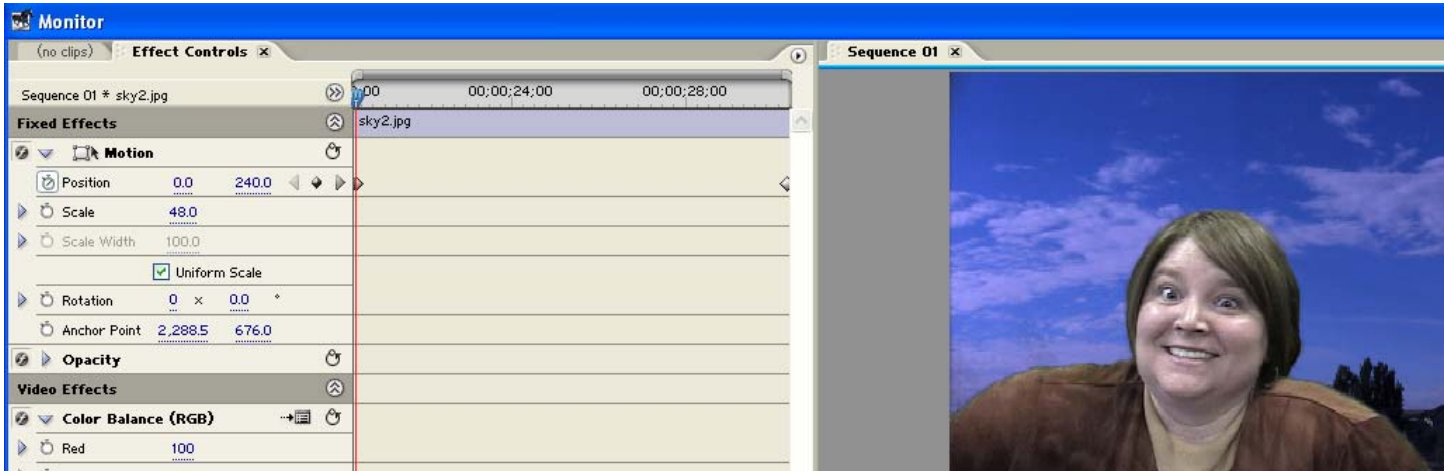 Monitor
(no clips) Effect Controls x Sequence 01 x
Sequence 01 * sky2.jpg 00 00;00;24;00 00;00;28;00
Fixed Effects sky2.jpg
Motion
Position 0.0 240.0
Scale 48.0
Scale Width 100.0
Uniform Scale
Rotation 0 x 0.0 °
Anchor Point 2,288.5 676.0
Opacity
Video Effects
Color Balance (RGB)
Red 100